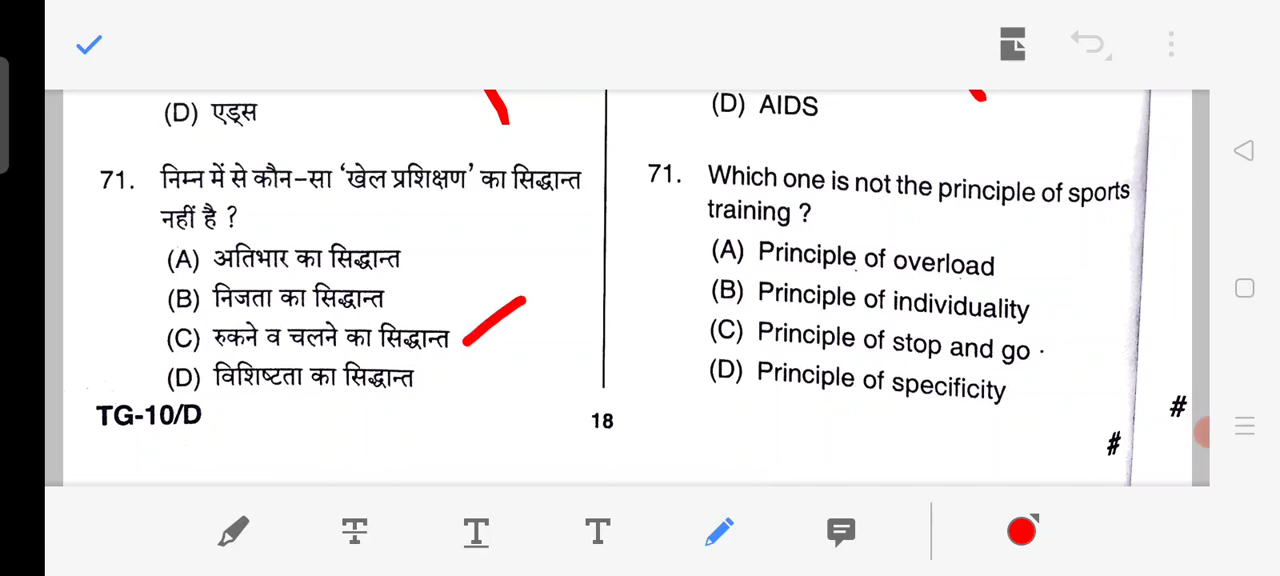 (D) एड्स
71. निम्न में से कौन-सा ‘खेल प्रशिक्षण’ का सिद्धान्त
नहीं है ?
(A) अतिभार का सिद्धान्त
(B) निजता का सिद्धान्त
(C) रुकने व चलने का सिद्धान्त
(D) विशिष्टता का सिद्धान्त
TG-10/D
18
(D) AIDS
71. Which one is not the principle of sports
training ?
(A) Principle of overload
(B) Principle of individuality
(C) Principle of stop and go
(D) Principle of specificity
#
#